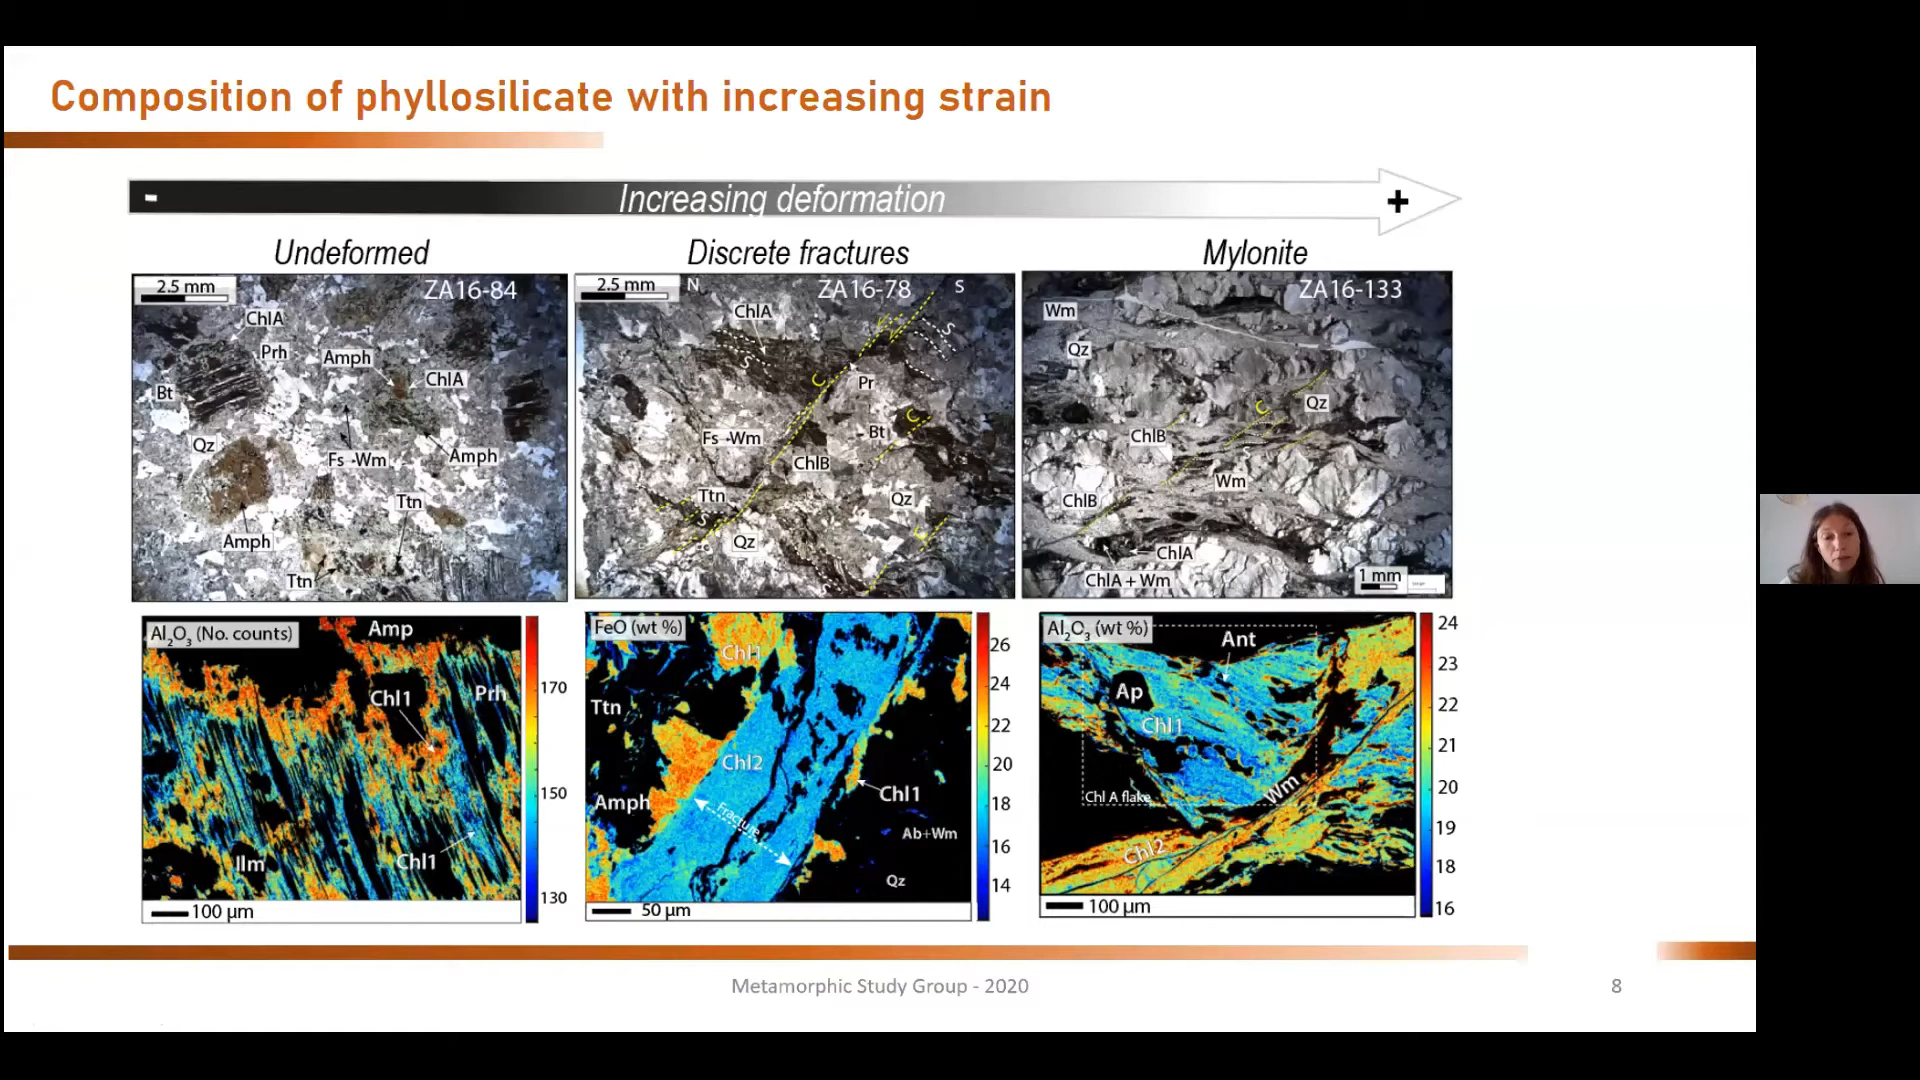 Composition of phyllosilicate with increasing strain
- Increasing deformation +
Undeformed
Discrete fractures
Mylonite
2.5 mm
ZA16-84
ChlA
Prh
Amph
ChlA
Bt
Qz
Fs→Wm
Amph
Ttn
Amph
Ttn
2.5 mm
N
ZA16-78
S
ChlA
S
S
C
Pr
C
Fs→Wm
Bt
ChlB
Ttn
Qz
S
C
Qz
ZA16-133
Wm
Qz
C
Qz
ChlB
S
Wm
ChlB
ChlA
ChlA + Wm
1 mm
Al2O3 (No. counts)
Amp
Chl1
Prh
Ilm
Chl1
170
150
130
100 µm
FeO (wt %)
Chl1
Ttn
Chl2
Amph
Fracture
Chl1
Ab+Wm
Qz
26
24
22
20
18
16
14
50 µm
Al2O3 (wt %)
Ant
Ap
Chl1
Wm
Chl A flake
Chl2
24
23
22
21
20
19
18
16
100 µm
Metamorphic Study Group - 2020
8